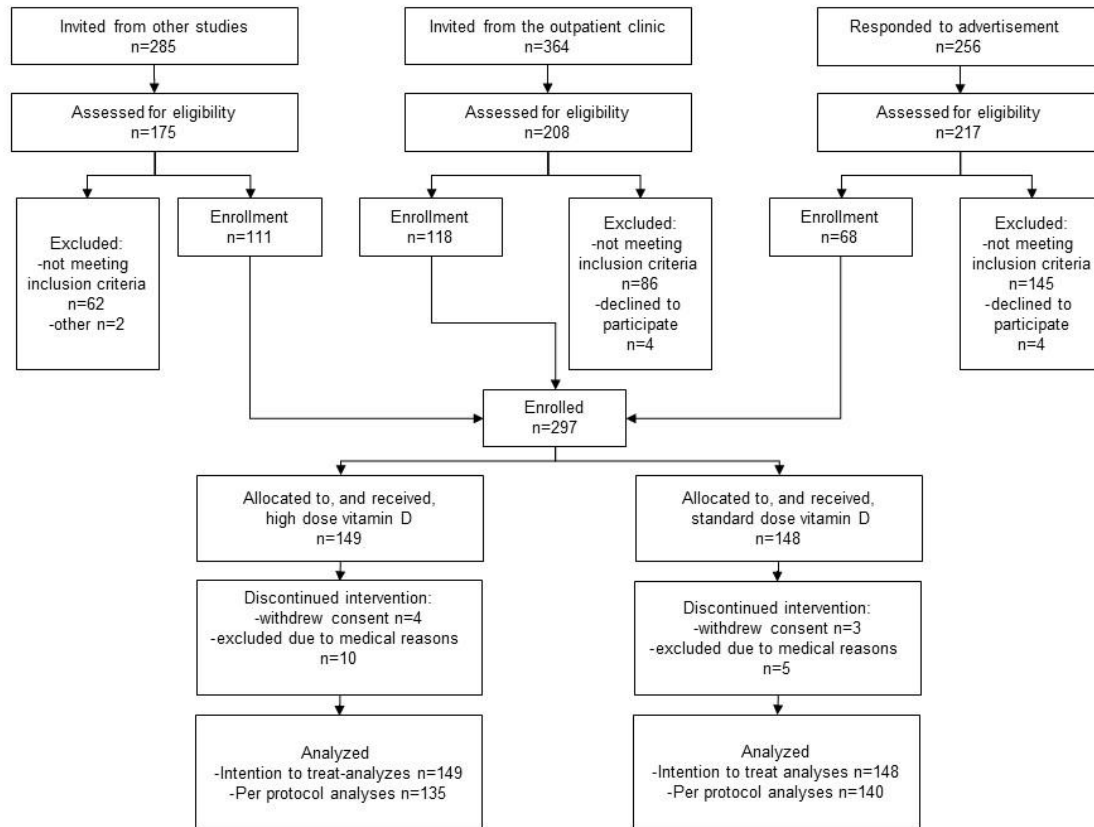 Invited from other studies
n=285
Invited from the outpatient clinic
n=364
Responded to advertisement
n=256
Assessed for eligibility
n=175
Assessed for eligibility
n=208
Assessed for eligibility
n=217
Excluded:
-not meeting
inclusion criteria
n=62
-other n=2
Enrollment
n=111
Enrollment
n=118
Excluded:
-not meeting
inclusion criteria
n=86
-declined to
participate
n=4
Enrollment
n=68
Excluded:
-not meeting
inclusion criteria
n=145
-declined to
participate
n=4
Enrolled
n=297
Allocated to, and received,
high dose vitamin D
n=149
Allocated to, and received,
standard dose vitamin D
n=148
Discontinued intervention:
-withdrew consent n=4
-excluded due to medical reasons
n=10
Discontinued intervention:
-withdrew consent n=3
-excluded due to medical reasons
n=5
Analyzed
-Intention to treat-analyzes n=149
-Per protocol analyses n=135
Analyzed
-Intention to treat analyses n=148
-Per protocol analyses n=140